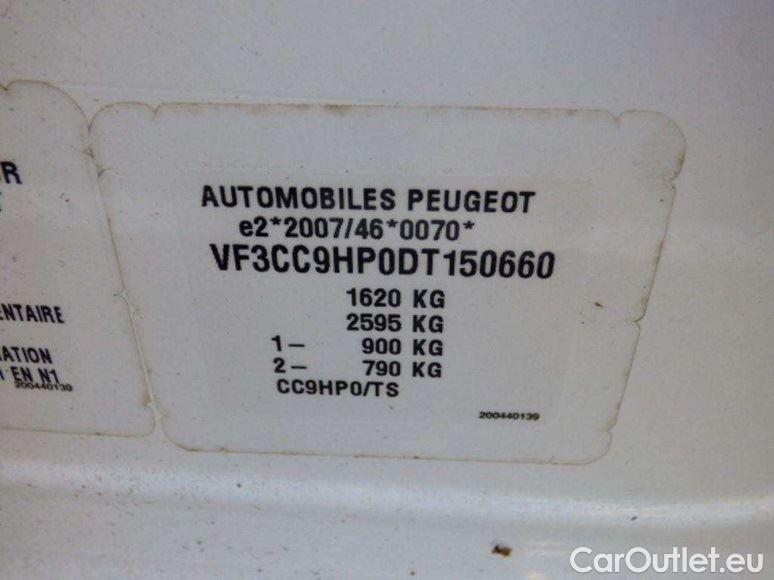 R
ENTAIRE
ATION
EN N1
200440139
AUTOMOBILES PEUGEOT
e2*2007/46*0070*
VF3CC9HP0DT150660
1620 KG
2595 KG
1– 900 KG
2– 790 KG
CC9HP0/TS
200440139
CarOutlet.eu